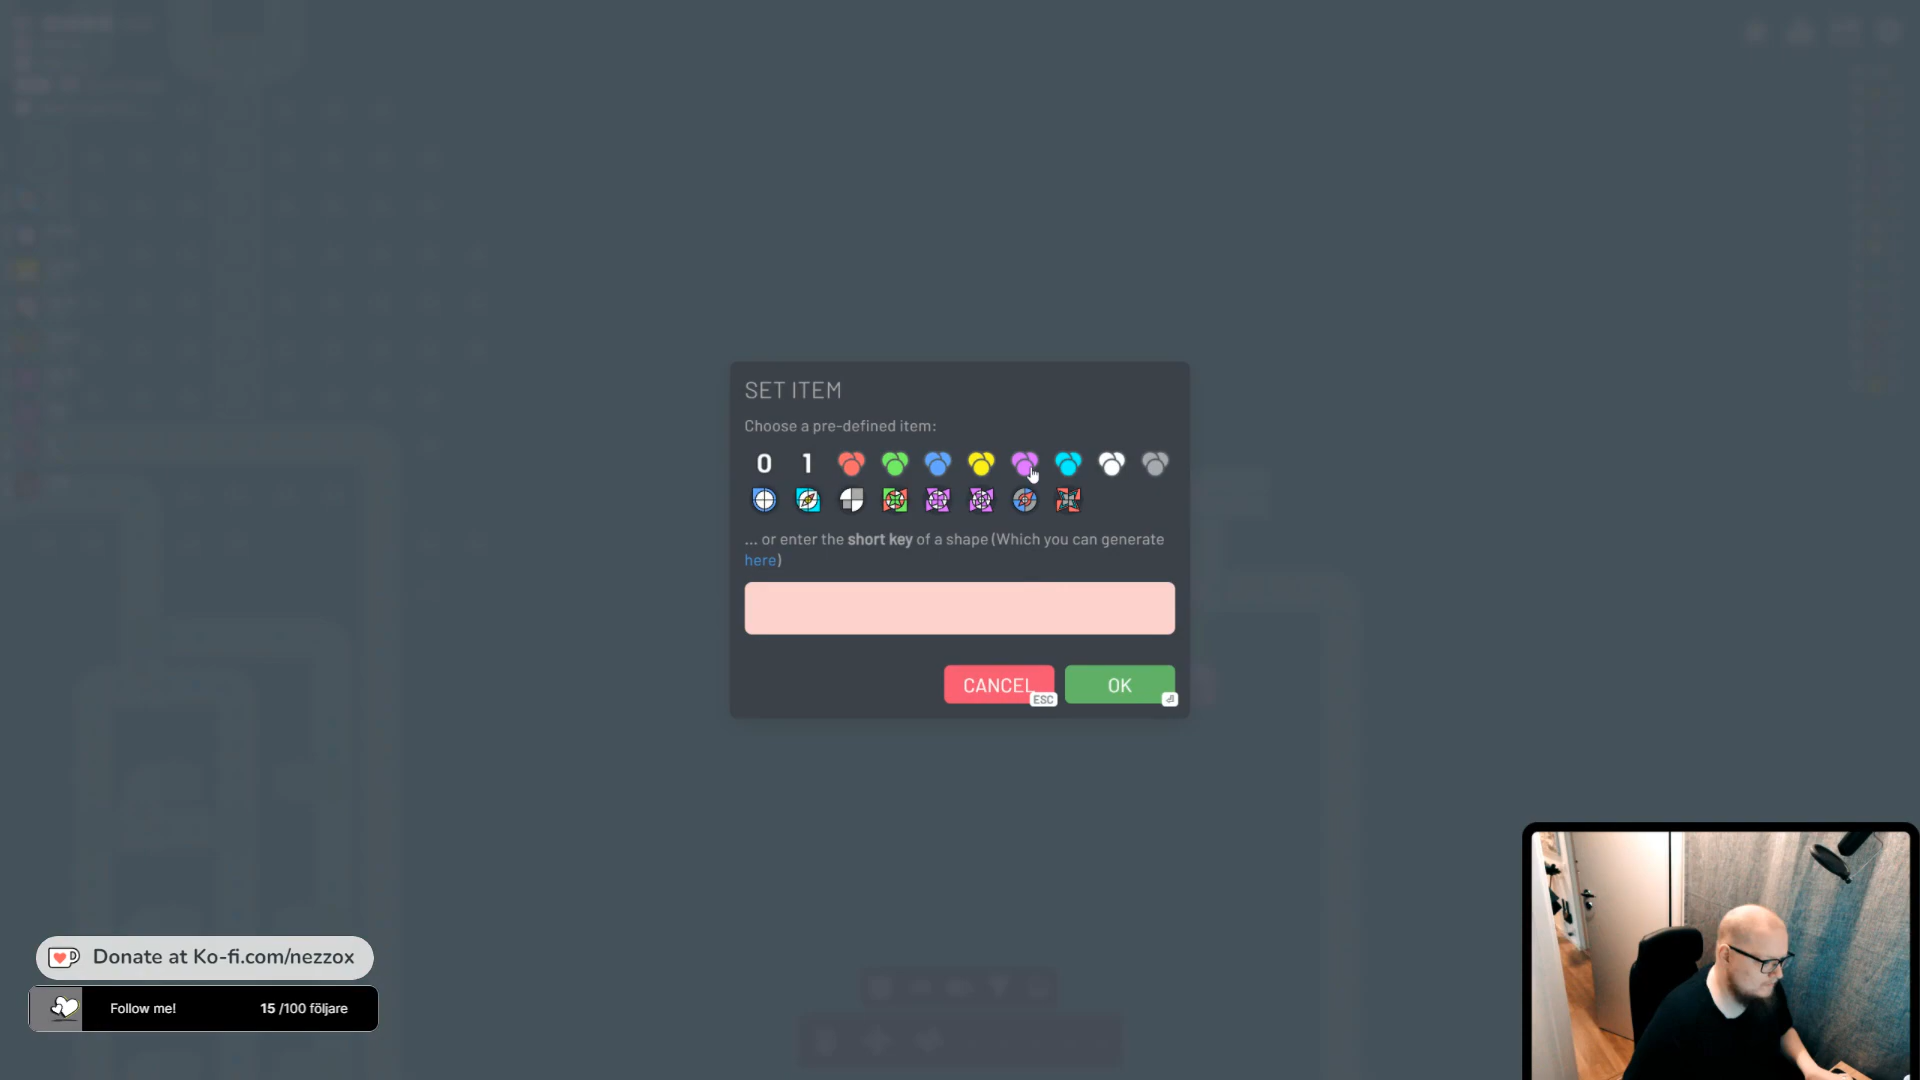 SET ITEM
Choose a pre-defined item:
0 1
... or enter the short key of a shape (Which you can generate
here)
CANCEL
ESC
OK
Donate at Ko-fi.com/nezzox
Follow me! 15 /100 följare